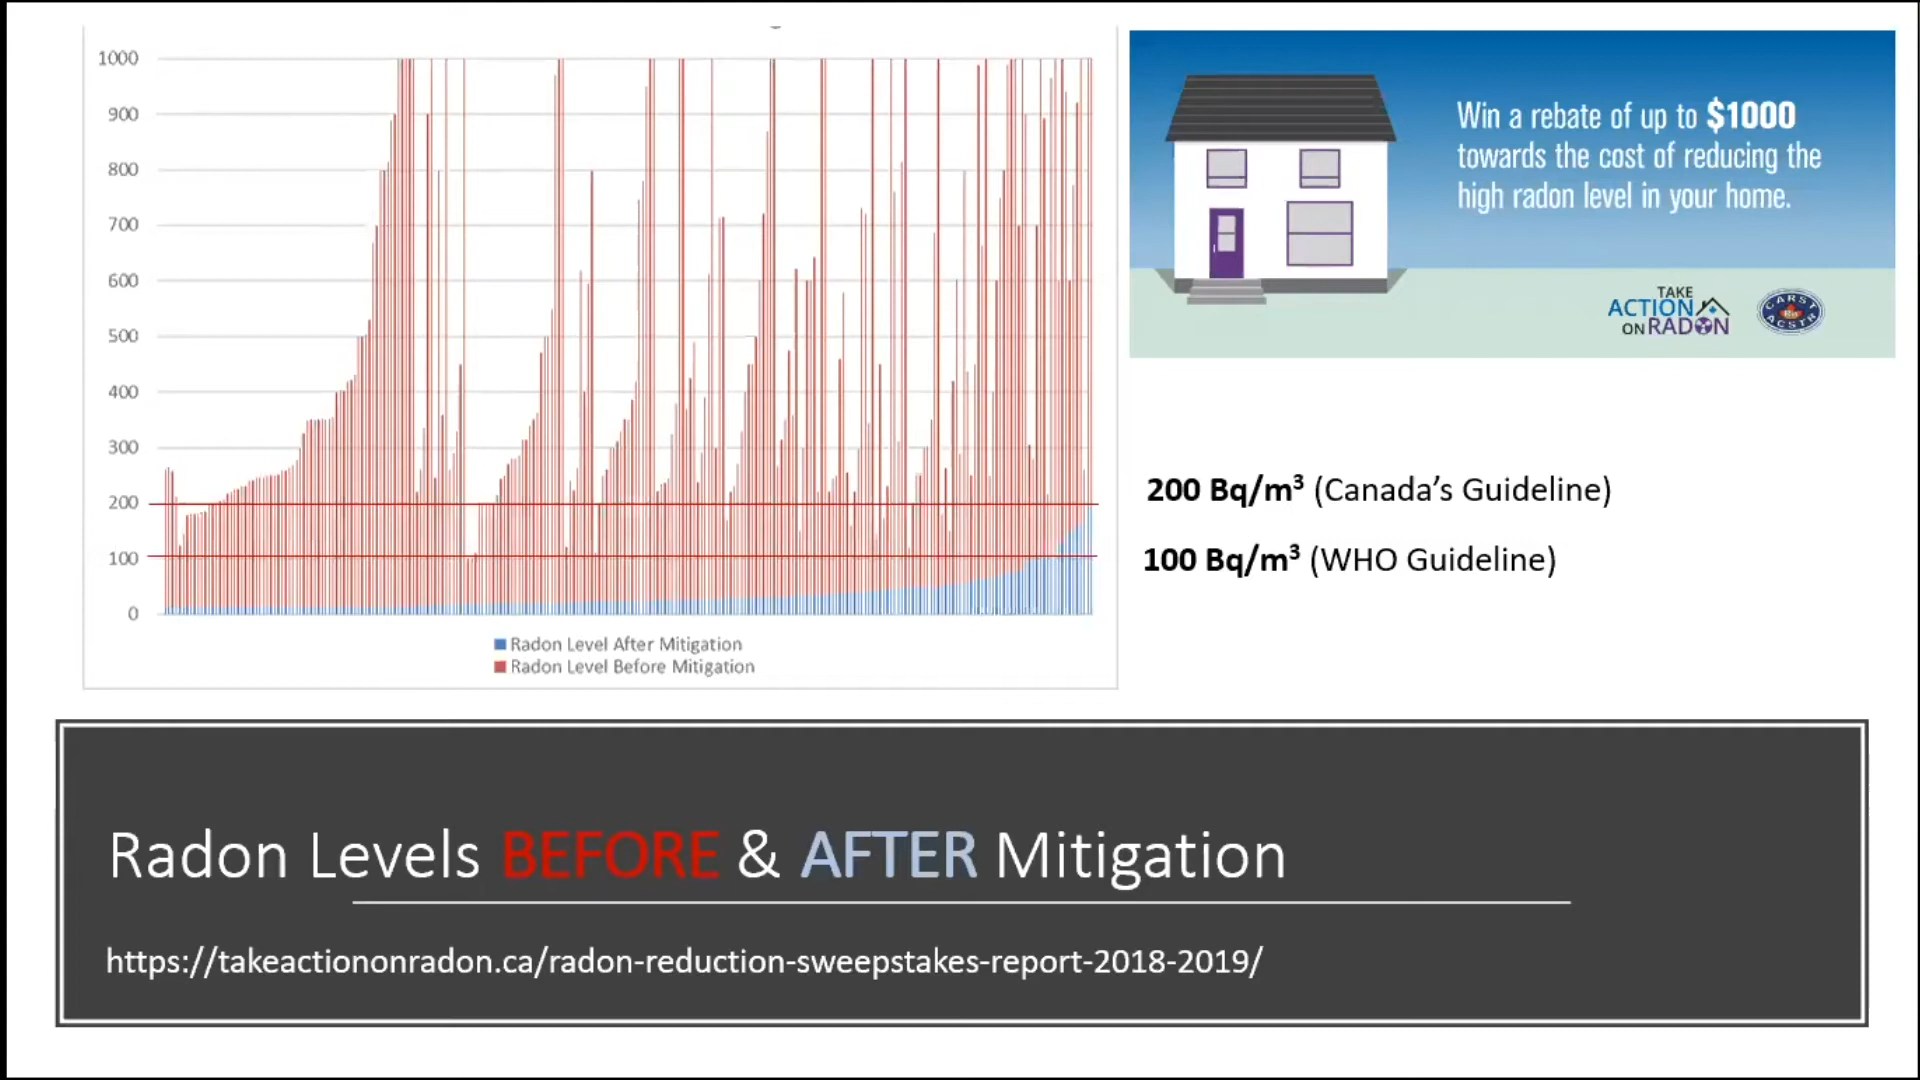 1000
900
800
700
600
500
400
300
200
100
0
Radon Level After Mitigation
Radon Level Before Mitigation
Win a rebate of up to $1000
towards the cost of reducing the
high radon level in your home.
TAKE
ACTION
ON RADON
CARST
ACSTR
200 Bq/m³ (Canada's Guideline)
100 Bq/m³ (WHO Guideline)
Radon Levels BEFORE & AFTER Mitigation
https://takeactiononradon.ca/radon-reduction-sweepstakes-report-2018-2019/